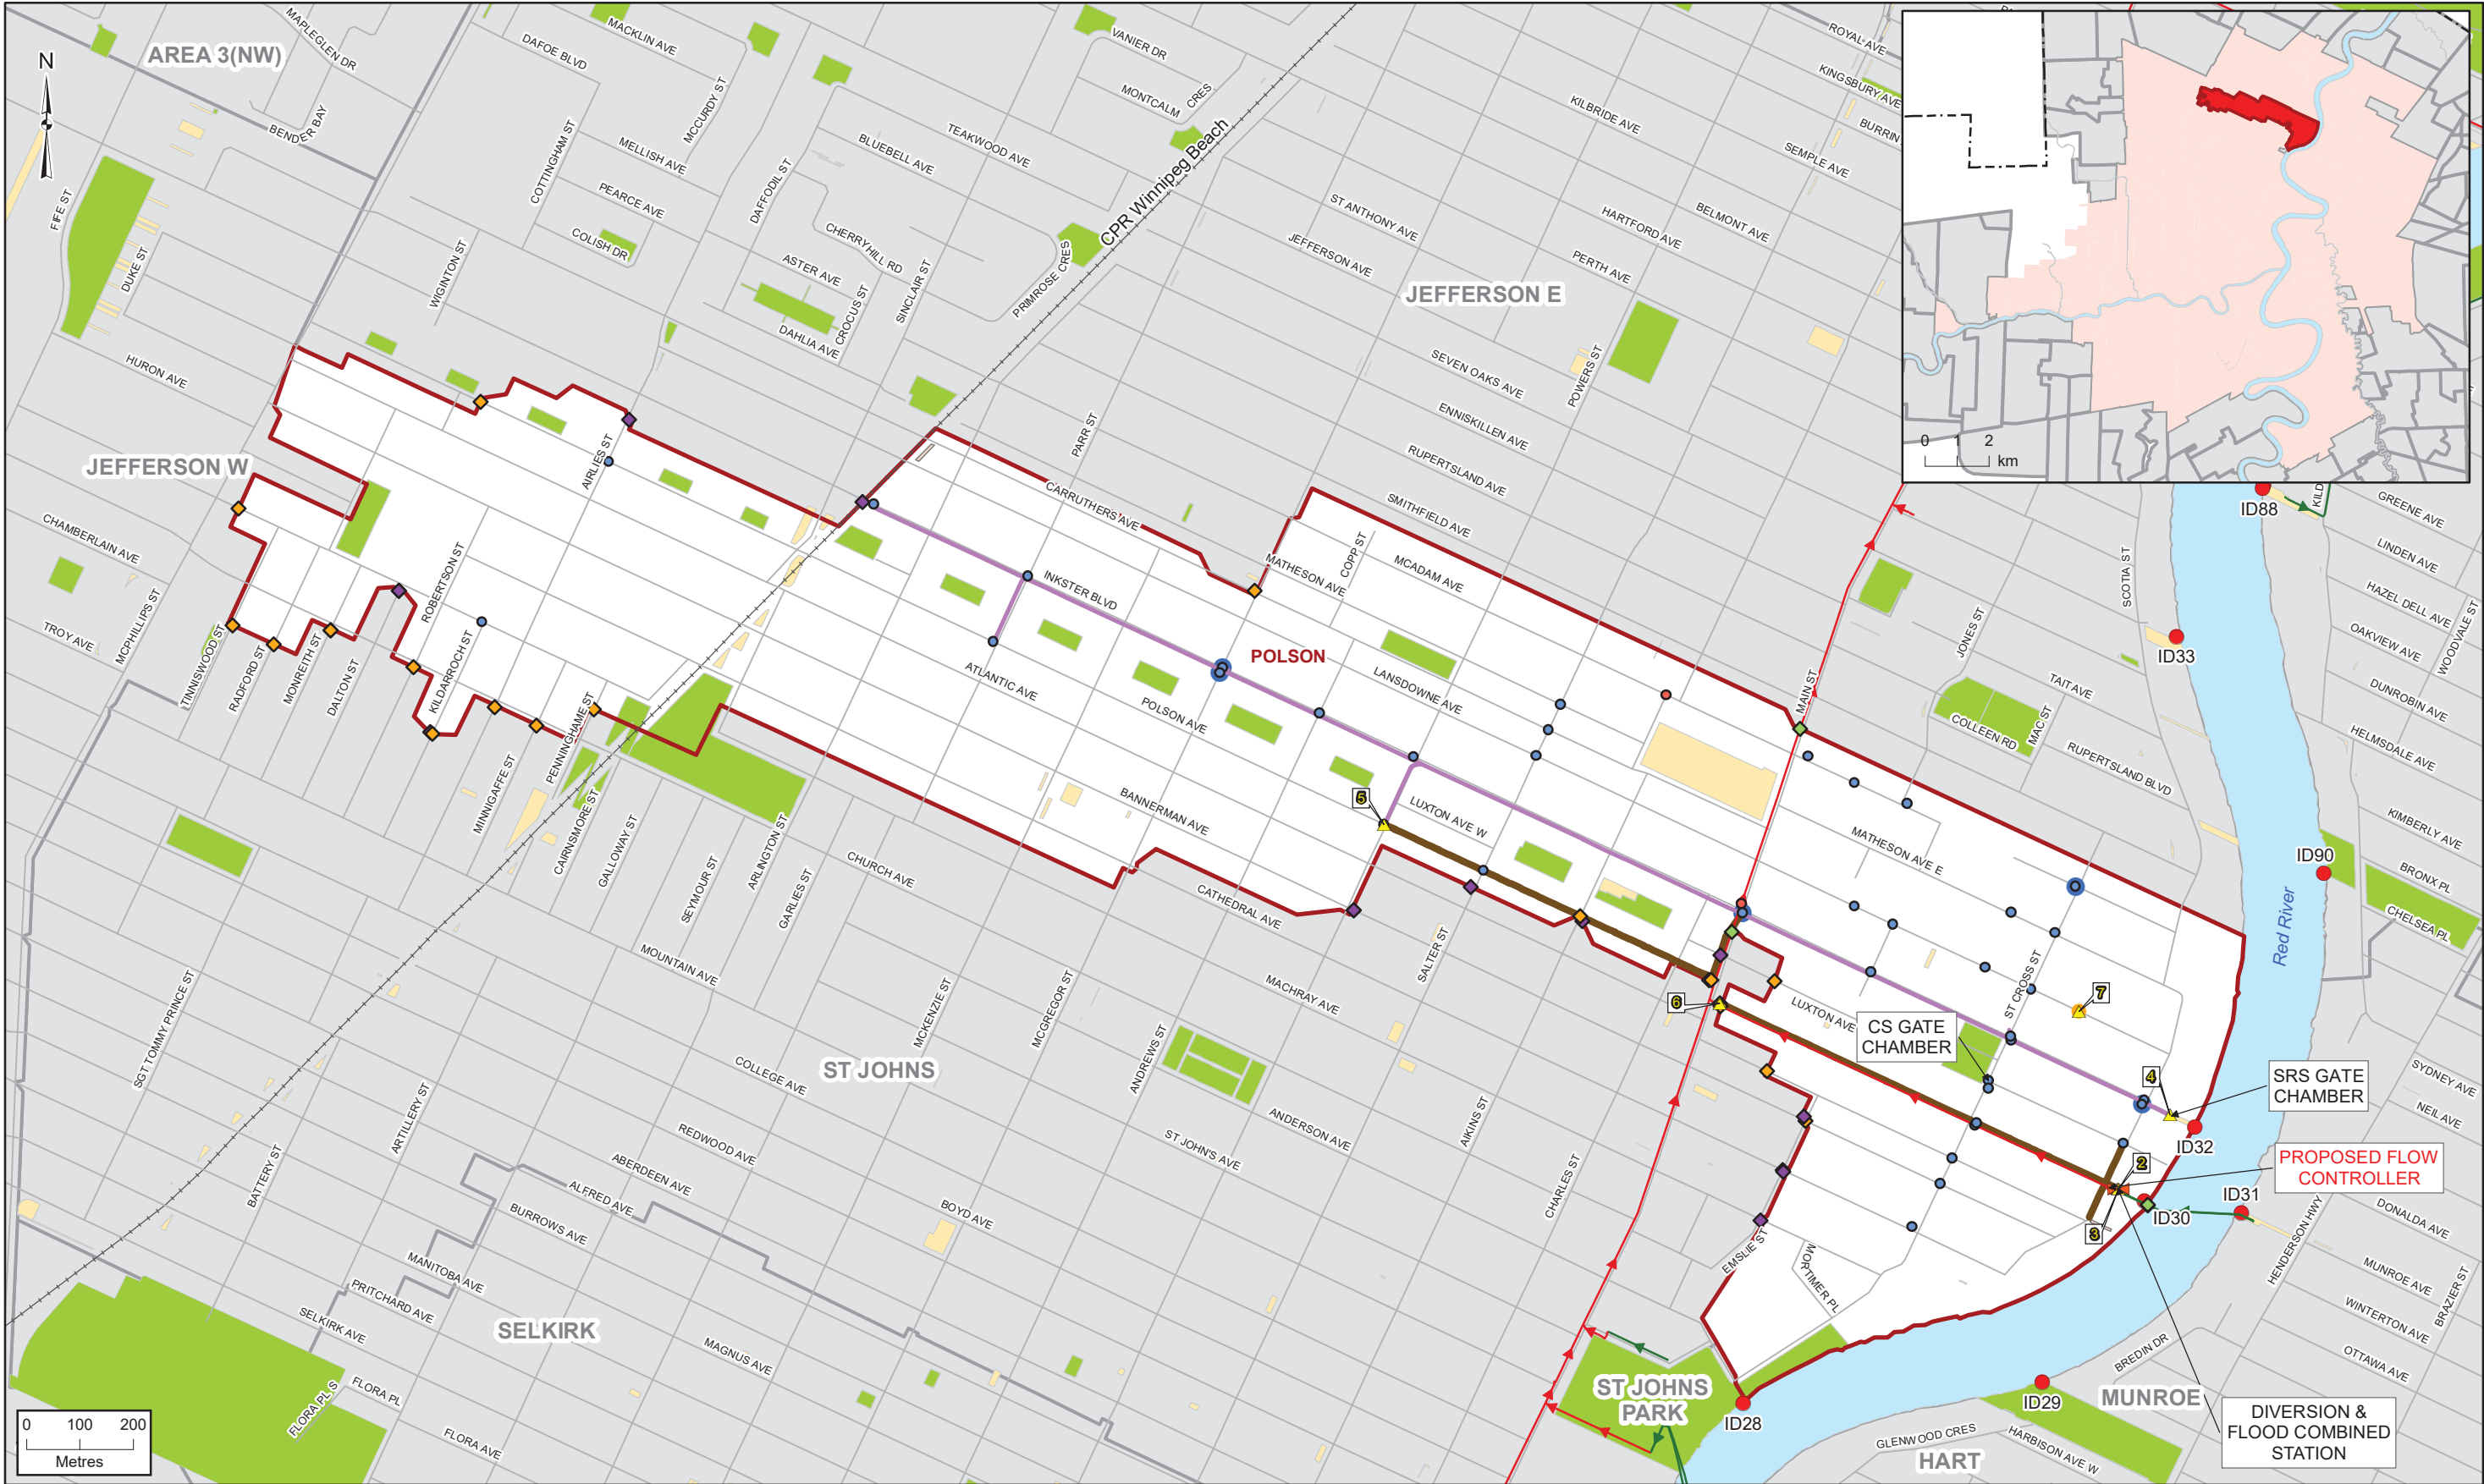 AREA 3(NW)
MAPLEGLEN DR
DAFOE BLVD
MACKLIN AVE
VANIER DR
ROYAL AVE
N
MCCURDY ST
MONTCALM
CRES
KINGSBURY AVE
BENDER BAY
COTTINGHAM ST
MELLISH AVE
BLUEBELL AVE
TEAKWOOD AVE
CPR Winnipeg Beach
KILBRIDE AVE
BURRIN
SEMPLE AVE
FIFE ST
PEARCE AVE
DAFFODIL ST
ST ANTHONY AVE
HARTFORD AVE
BELMONT AVE
DUKE ST
WIGINTON ST
COLISH DR
CHERRYHILL RD
ASTER AVE
SINCLAIR ST
PRIMROSE CRES
JEFFERSON AVE
PERTH AVE
JEFFERSON E
CROCUS ST
DAHLIA AVE
HURON AVE
SEVEN OAKS AVE
POWERS ST
0 1 2
km
PARR ST
ENNISKILLEN AVE
JEFFERSON W
AIRLIES ST
RUPERTSLAND AVE
CARRUTHERS AVE
SMITHFIELD AVE
ID88
KILD
GREENE AVE
CHAMBERLAIN AVE
LINDEN AVE
ROBERTSON ST
COPP ST
MATHESON AVE
MCADAM AVE
SCOTIA ST
HAZEL DELL AVE
INKSTER BLVD
MCPHILLIPS ST
TROY AVE
TINNISWOOD ST
RADFORD ST
MONREITH ST
DALTON ST
KILDARROCH ST
JONES ST
ID33
OAKVIEW AVE
WOODVALE ST
POLSON
ATLANTIC AVE
LANSDOWNE AVE
MAIN ST
TAIT AVE
DUNROBIN AVE
POLSON AVE
COLLEEN RD
MAC ST
HELMSDALE AVE
PENNINGHAME ST
MINNIGAFFE ST
RUPERTSLAND BLVD
CAIRNSMORE ST
GALLOWAY ST
SEYMOUR ST
ARLINGTON ST
GARLIES ST
CHURCH AVE
BANNERMAN AVE
5
LUXTON AVE W
MATHESON AVE E
KIMBERLY AVE
ID90
BRONX PL
CHELSEA PL
CATHEDRAL AVE
SALTER ST
Red River
MOUNTAIN AVE
MACHRAY AVE
ST CROSS ST
SGT TOMMY PRINCE ST
MCKENZIE ST
MCGREGOR ST
6
LUXTON AVE
7
CS GATE
CHAMBER
ST JOHNS
COLLEGE AVE
ANDREWS ST
4
SRS GATE
CHAMBER
SYDNEY AVE
NEIL AVE
ARTILLERY ST
REDWOOD AVE
ANDERSON AVE
AIKINS ST
ST JOHN'S AVE
ID32
2
PROPOSED FLOW
CONTROLLER
BATTERY ST
ABERDEEN AVE
ALFRED AVE
CHARLES ST
ID31
ID30
3
DONALDA AVE
BURROWS AVE
BOYD AVE
EMSLIE ST
MORTIMER PL
HENDERSON HWY
MANITOBA AVE
PRITCHARD AVE
MUNROE AVE
BRAZIER ST
SELKIRK
SELKIRK AVE
WINTERTON AVE
MAGNUS AVE
BREDIN DR
OTTAWA AVE
FLORA PL S
FLORA PL
ST JOHNS
PARK
ID28
ID29
MUNROE
0 100 200
Metres
FLORA AVE
GLENWOOD CRES
HART
HARBISON AVE W
DIVERSION &
FLOOD COMBINED
STATION